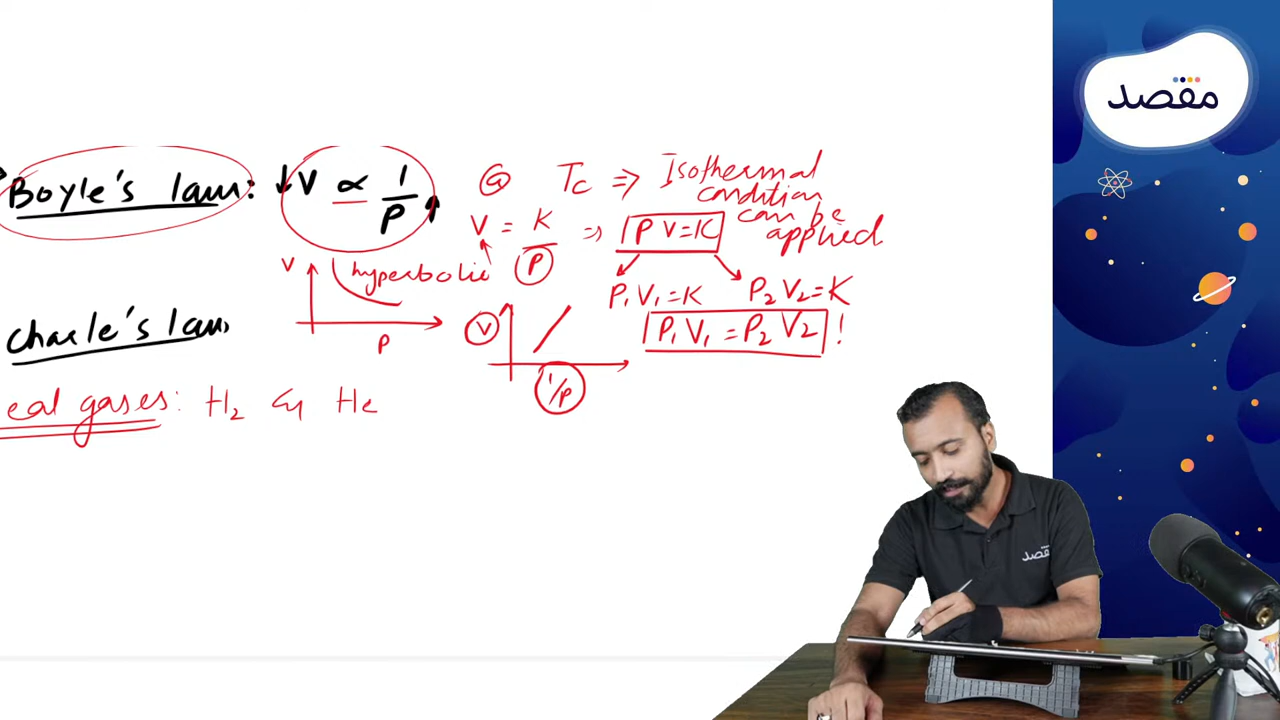 مقصد
Boyle's law: ↓V ∝ 1/P ↑
@ Tc ⇒ Isothermal condition can be applied
V = K/P ⇒ PV=K
P₁V₁=K P₂V₂=K
P₁V₁ = P₂V₂ !
V
hyperbolic
P
V
1/P
Charle's law
eal gases: H₂ He
مقصد